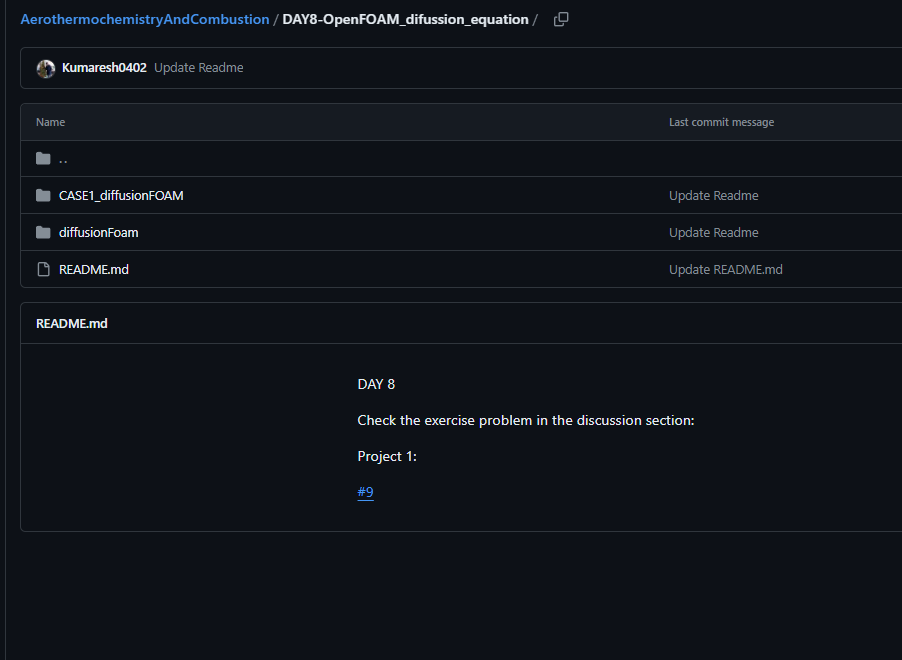 AerothermochemistryAndCombustion / DAY8-OpenFOAM_difussion_equation /
Kumaresh0402 Update Readme
Name Last commit message
..
CASE1_diffusionFOAM Update Readme
diffusionFoam Update Readme
README.md Update README.md
README.md
DAY 8
Check the exercise problem in the discussion section:
Project 1:
#9